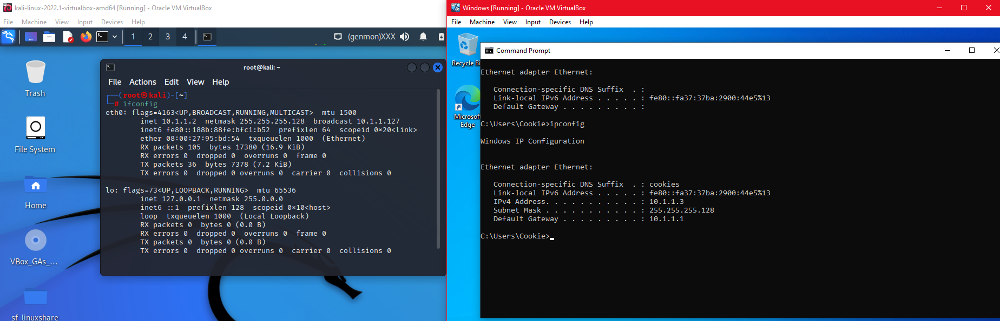 kali-linux-2022.1-virtualbox-amd64 [Running] - Oracle VM VirtualBox
File Machine View Input Devices Help
1 2 3 4 (genmon)XXX
Trash
File System
Home
VBox_GAs_...
sf_linuxshare
root@kali: ~
File Actions Edit View Help
(root㉿kali)-[~]
# ifconfig
eth0: flags=4163<UP,BROADCAST,RUNNING,MULTICAST>  mtu 1500
inet 10.1.1.2  netmask 255.255.255.128  broadcast 10.1.1.127
inet6 fe80::188b:88fe:bfc1:b52  prefixlen 64  scopeid 0×20<link>
ether 08:00:27:95:bd:54  txqueuelen 1000  (Ethernet)
RX packets 105  bytes 17380 (16.9 KiB)
RX errors 0  dropped 0  overruns 0  frame 0
TX packets 36  bytes 7378 (7.2 KiB)
TX errors 0  dropped 0 overruns 0  carrier 0  collisions 0
lo: flags=73<UP,LOOPBACK,RUNNING>  mtu 65536
inet 127.0.0.1  netmask 255.0.0.0
inet6 ::1  prefixlen 128  scopeid 0×10<host>
loop  txqueuelen 1000  (Local Loopback)
RX packets 0  bytes 0 (0.0 B)
RX errors 0  dropped 0  overruns 0  frame 0
TX packets 0  bytes 0 (0.0 B)
TX errors 0  dropped 0 overruns 0  carrier 0  collisions 0
Windows [Running] - Oracle VM VirtualBox
File Machine View Input Devices Help
Recycle Bi
Microsof
Edge
Command Prompt
Ethernet adapter Ethernet:
Connection-specific DNS Suffix  . :
Link-local IPv6 Address . . . . . : fe80::fa37:37ba:2900:44e5%13
Default Gateway . . . . . . . . . :
C:\Users\Cookie>ipconfig
Windows IP Configuration
Ethernet adapter Ethernet:
Connection-specific DNS Suffix  . : cookies
Link-local IPv6 Address . . . . . : fe80::fa37:37ba:2900:44e5%13
IPv4 Address. . . . . . . . . . . : 10.1.1.3
Subnet Mask . . . . . . . . . . . : 255.255.255.128
Default Gateway . . . . . . . . . : 10.1.1.1
C:\Users\Cookie>